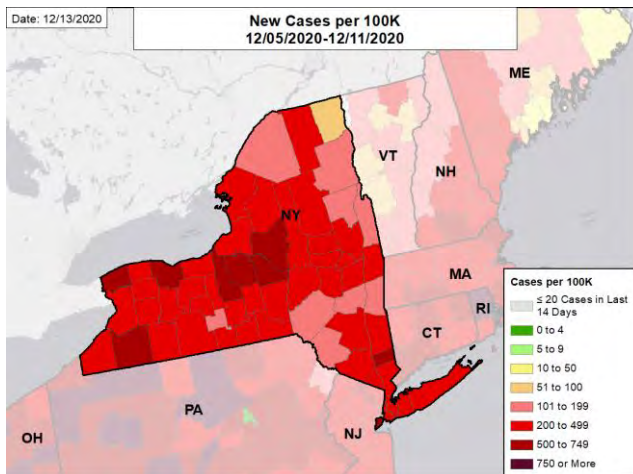 Date: 12/13/2020
New Cases per 100K
12/05/2020-12/11/2020
ME
VT
NH
NY
MA
CT
RI
PA
OH
NJ
Cases per 100K
≤ 20 Cases in Last
14 Days
0 to 4
5 to 9
10 to 50
51 to 100
101 to 199
200 to 499
500 to 749
750 or More